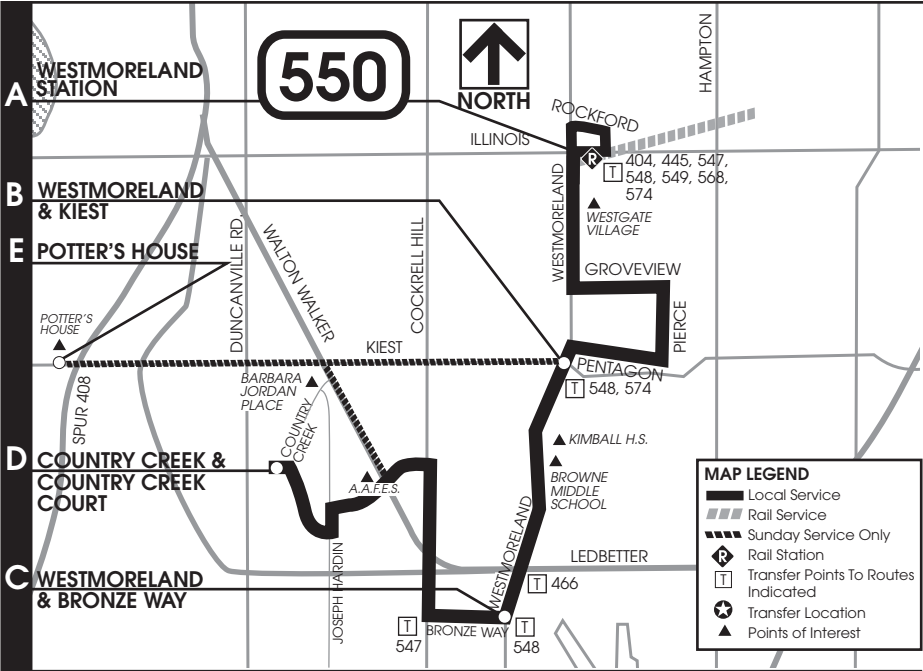 550
NORTH
A
WESTMORELAND
STATION
B
WESTMORELAND
& KIEST
E
POTTER'S HOUSE
D
COUNTRY CREEK &
COUNTRY CREEK
COURT
C
WESTMORELAND
& BRONZE WAY
HAMPTON
ROCKFORD
ILLINOIS
R
T
404, 445, 547,
548, 549, 568,
574
WESTGATE
VILLAGE
WESTMORELAND
GROVEVIEW
PIERCE
DUNCANVILLE RD.
WALTON WALKER
COCKRELL HILL
POTTER'S
HOUSE
KIEST
PENTAGON
T 548, 574
SPUR 408
BARBARA
JORDAN
PLACE
COUNTRY
CREEK
KIMBALL H.S.
BROWNE
MIDDLE
SCHOOL
A.A.F.E.S.
WESTMORELAND
LEDBETTER
T 466
JOSEPH HARDIN
T
547
BRONZE WAY
T
548
MAP LEGEND
Local Service
Rail Service
Sunday Service Only
R Rail Station
T Transfer Points To Routes
Indicated
Transfer Location
Points of Interest